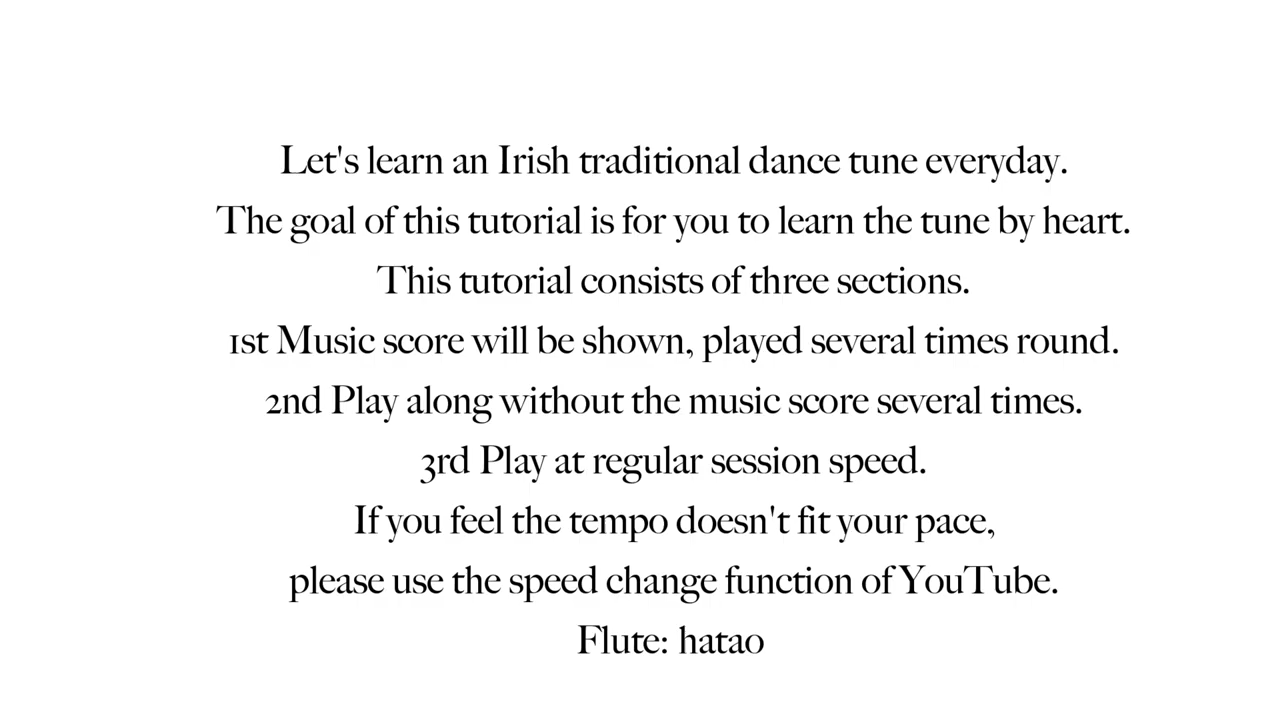 Let's learn an Irish traditional dance tune everyday.
The goal of this tutorial is for you to learn the tune by heart.
This tutorial consists of three sections.
1st Music score will be shown, played several times round.
2nd Play along without the music score several times.
3rd Play at regular session speed.
If you feel the tempo doesn't fit your pace,
please use the speed change function of YouTube.
Flute: hatao